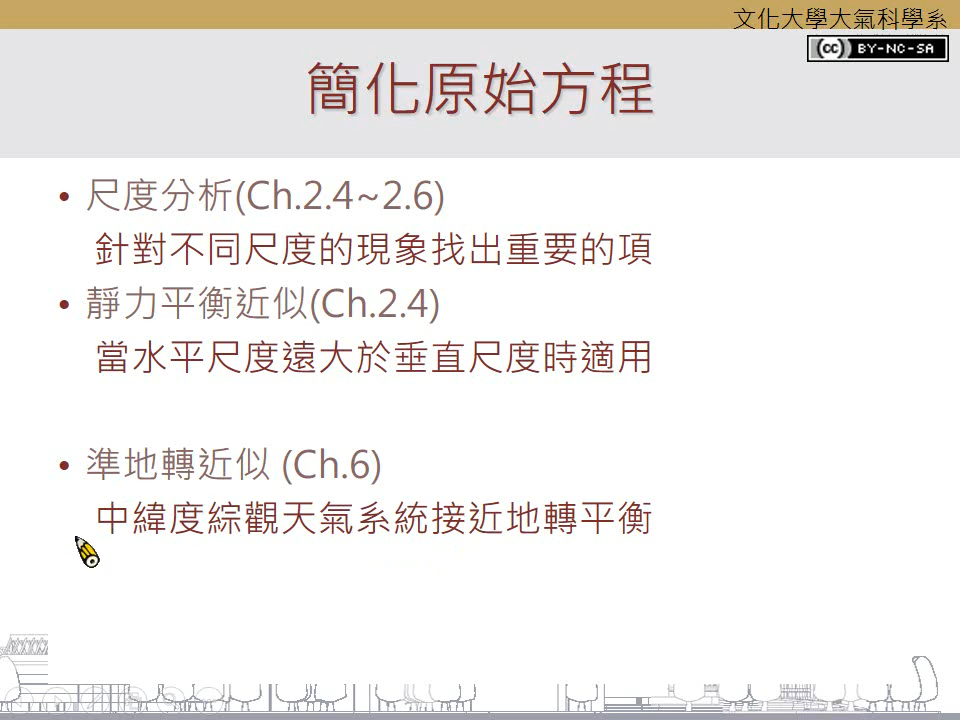 文化大學大氣科學系
(cc) BY-NC-SA
簡化原始方程
• 尺度分析(Ch.2.4~2.6)
針對不同尺度的現象找出重要的項
• 靜力平衡近似(Ch.2.4)
當水平尺度遠大於垂直尺度時適用
• 準地轉近似 (Ch.6)
中緯度綜觀天氣系統接近地轉平衡